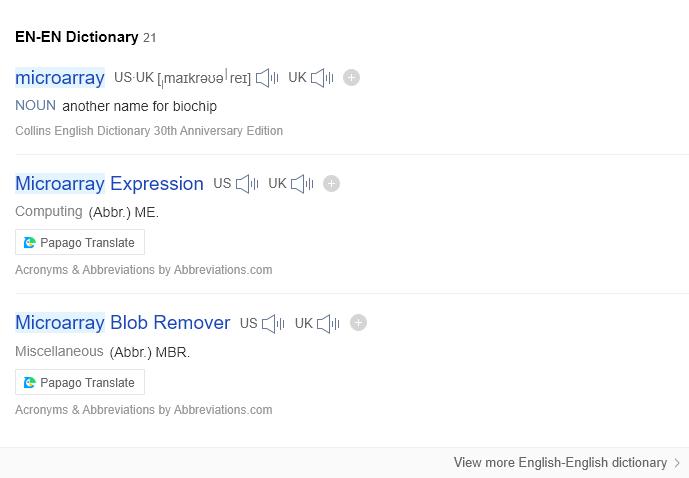 EN-EN Dictionary 21
microarray US·UK [ˌmaɪkrəʊəˈreɪ] UK
NOUN another name for biochip
Collins English Dictionary 30th Anniversary Edition
Microarray Expression US UK
Computing (Abbr.) ME.
Papago Translate
Acronyms & Abbreviations by Abbreviations.com
Microarray Blob Remover US UK
Miscellaneous (Abbr.) MBR.
Papago Translate
Acronyms & Abbreviations by Abbreviations.com
View more English-English dictionary